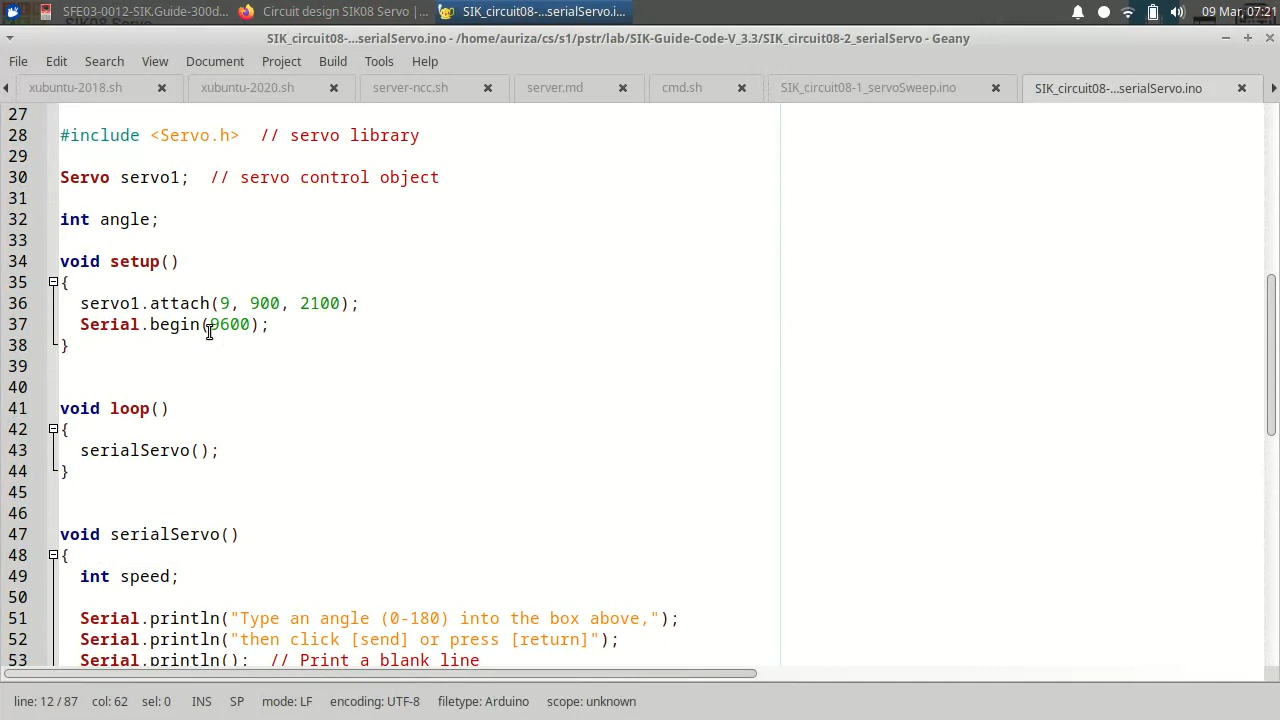 SFE03-0012-SIK.Guide-300d...
Circuit design SIK08 Servo |...
SIK_circuit08-...serialServo.i...
09 Mar, 07:21
SIK_circuit08-...serialServo.ino - /home/auriza/cs/s1/pstr/lab/SIK-Guide-Code-V_3.3/SIK_circuit08-2_serialServo - Geany
File Edit Search View Document Project Build Tools Help
xubuntu-2018.sh
xubuntu-2020.sh
server-ncc.sh
server.md
cmd.sh
SIK_circuit08-1_servoSweep.ino
SIK_circuit08-...serialServo.ino
27
28 #include <Servo.h>  // servo library
29
30 Servo servo1;  // servo control object
31
32 int angle;
33
34 void setup()
35 {
36   servo1.attach(9, 900, 2100);
37   Serial.begin(9600);
38 }
39
40
41 void loop()
42 {
43   serialServo();
44 }
45
46
47 void serialServo()
48 {
49   int speed;
50
51   Serial.println("Type an angle (0-180) into the box above,");
52   Serial.println("then click [send] or press [return]");
53   Serial.println();  // Print a blank line
line: 12 / 87 col: 62 sel: 0 INS SP mode: LF encoding: UTF-8 filetype: Arduino scope: unknown